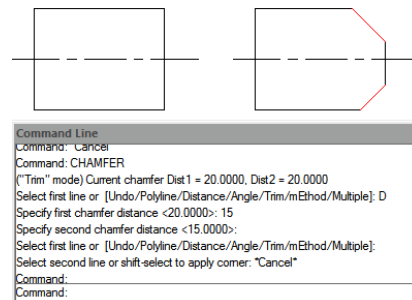 Command Line
Command: *Cancel*
Command: CHAMFER
("Trim" mode) Current chamfer Dist1 = 20.0000, Dist2 = 20.0000
Select first line or [Undo/Polyline/Distance/Angle/Trim/mEthod/Multiple]: D
Specify first chamfer distance <20.0000>: 15
Specify second chamfer distance <15.0000>:
Select first line or [Undo/Polyline/Distance/Angle/Trim/mEthod/Multiple]:
Select second line or shift-select to apply corner: *Cancel*
Command:
Command: